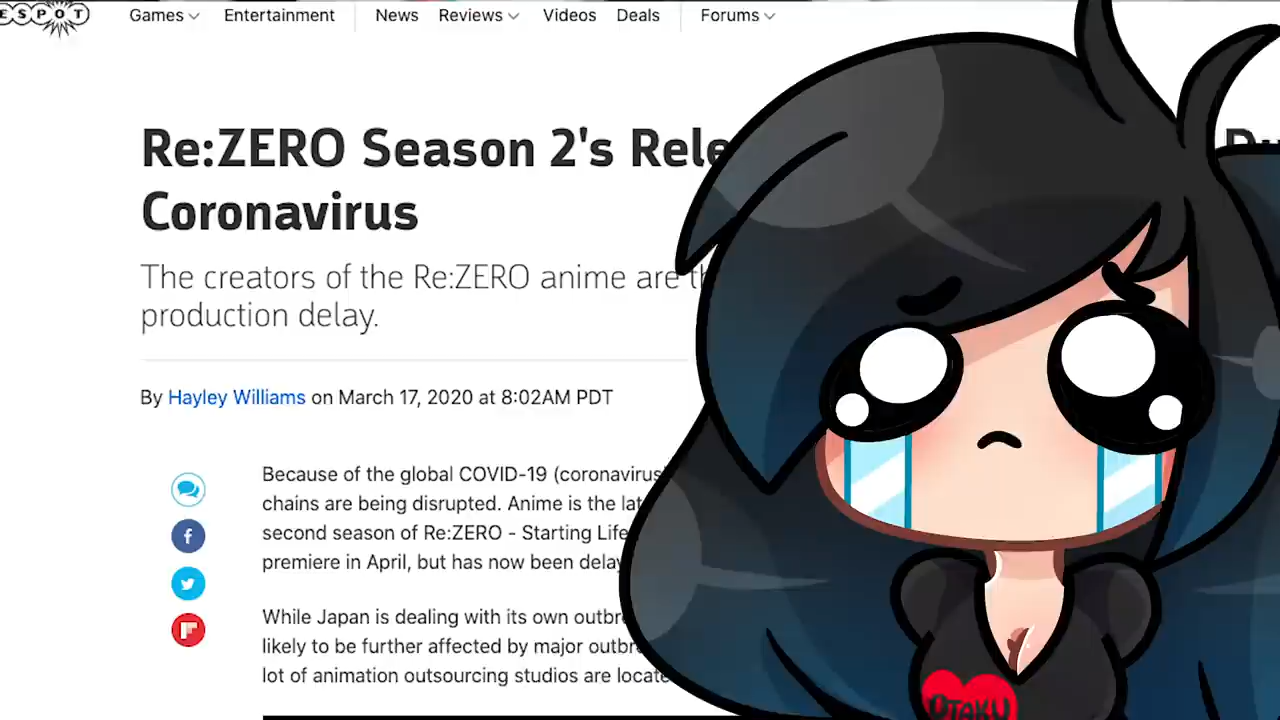 ESPOT
Games Entertainment News Reviews Videos Deals Forums
Re:ZERO Season 2's Rele
Coronavirus
The creators of the Re:ZERO anime are th
production delay.
By Hayley Williams on March 17, 2020 at 8:02AM PDT
Because of the global COVID-19 (coronavirus
chains are being disrupted. Anime is the lat
second season of Re:ZERO - Starting Life
premiere in April, but has now been delay
While Japan is dealing with its own outbr
likely to be further affected by major outbr
lot of animation outsourcing studios are locate
OTAKU